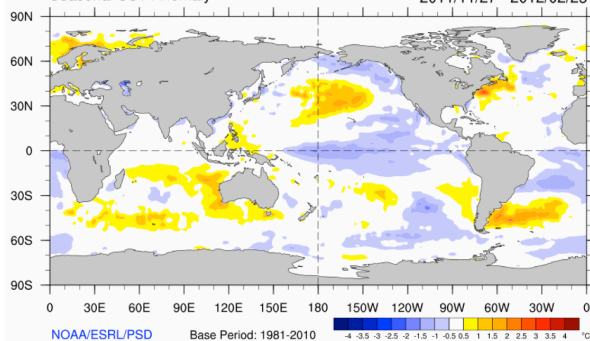 90N
60N
30N
0
30S
60S
90S
0 30E 60E 90E 120E 150E 180 150W 120W 90W 60W 30W 0
NOAA/ESRL/PSD Base Period: 1981-2010
-4 -3.5 -3 -2.5 -2 -1.5 -1 -0.5 0.5 1 1.5 2 2.5 3 3.5 4 °C